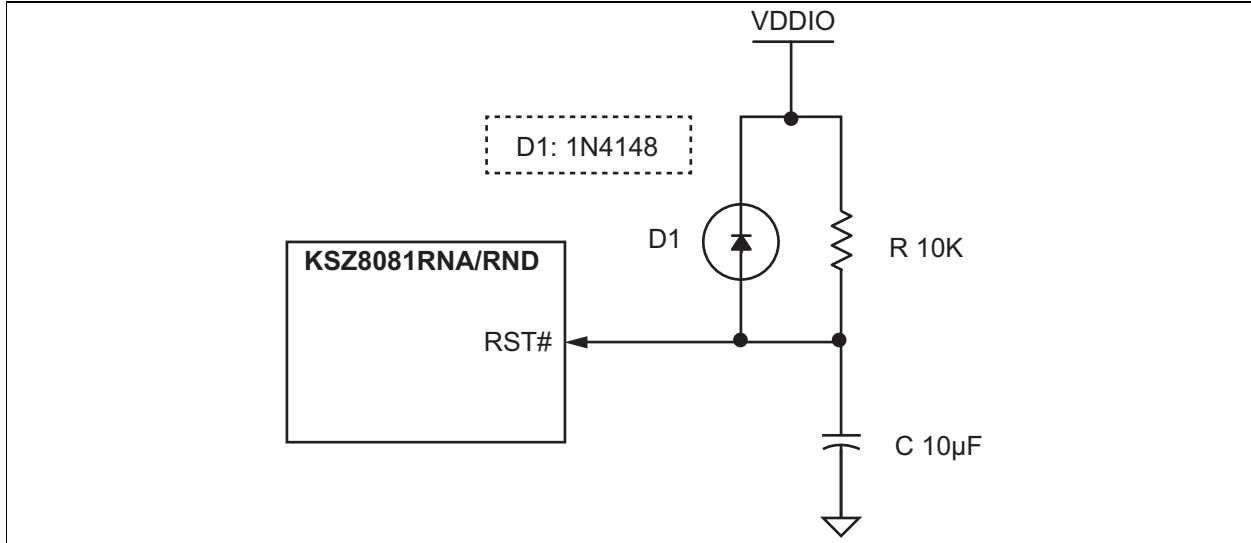 VDDIO
D1: 1N4148
D1
R 10K
KSZ8081RNA/RND
RST#
C 10µF